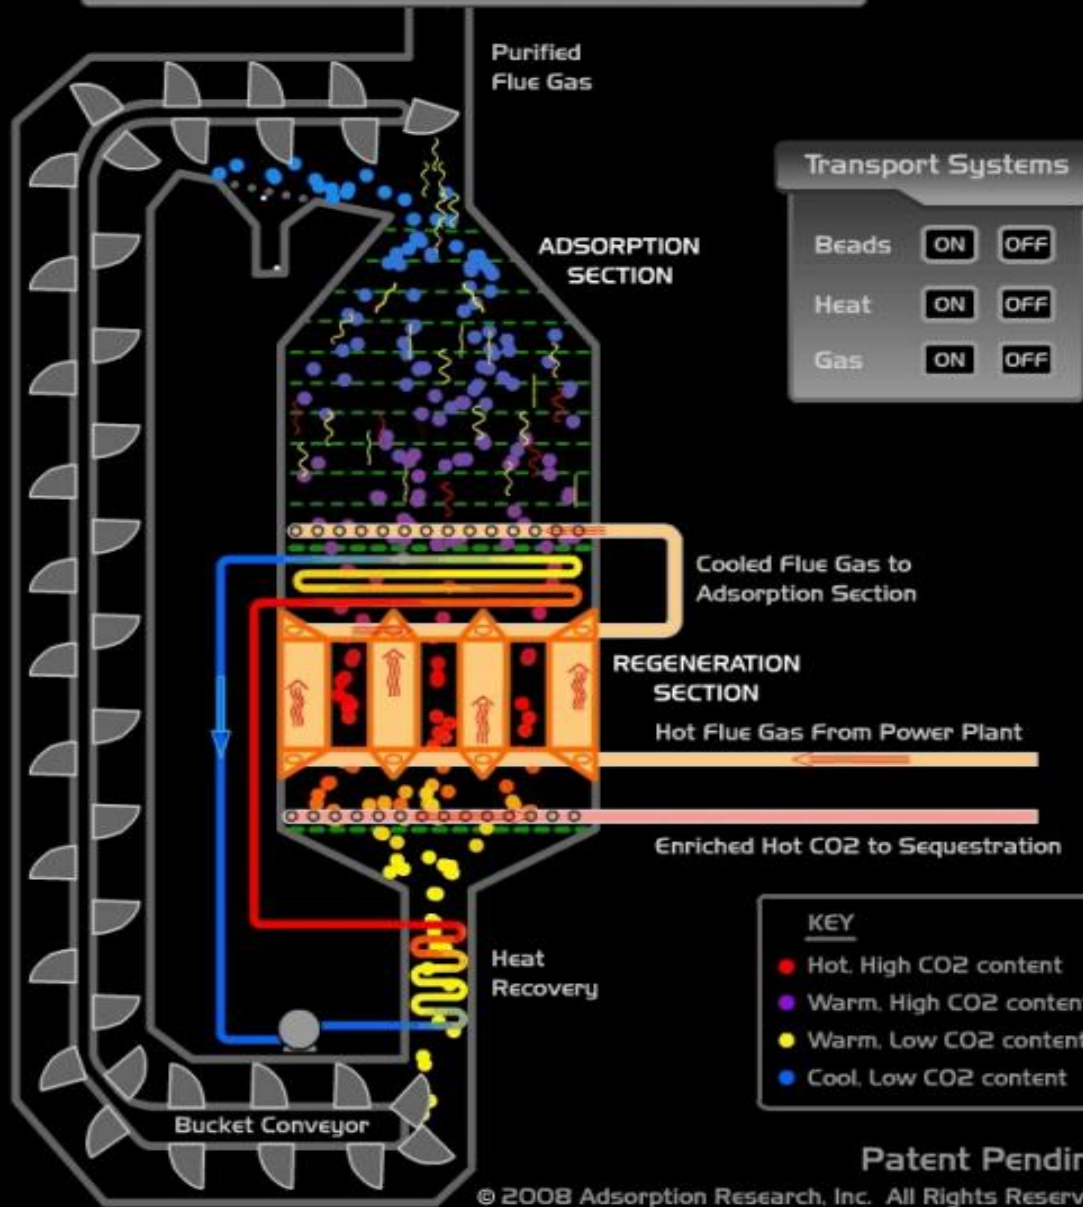 Purified
Flue Gas
Transport Systems
Beads ON OFF
Heat ON OFF
Gas ON OFF
ADSORPTION
SECTION
Cooled Flue Gas to
Adsorption Section
REGENERATION
SECTION
Hot Flue Gas From Power Plant
Enriched Hot CO2 to Sequestration
Heat
Recovery
KEY
Hot, High CO2 content
Warm, High CO2 content
Warm, Low CO2 content
Cool, Low CO2 content
Bucket Conveyor
Patent Pendin
© 2008 Adsorption Research, Inc. All Rights Reserv